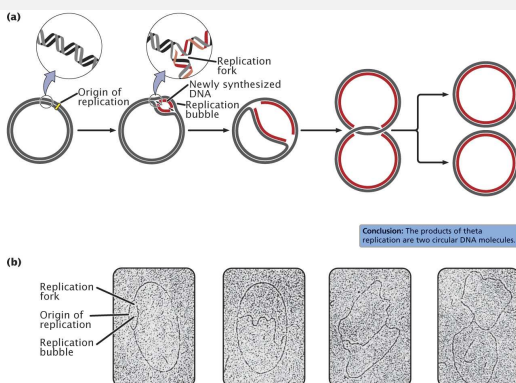 (a)
Replication
fork
Origin of
replication
Newly synthesized
DNA
Replication
bubble
Conclusion: The products of theta
replication are two circular DNA molecules.
(b)
Replication
fork
Origin of
replication
Replication
bubble